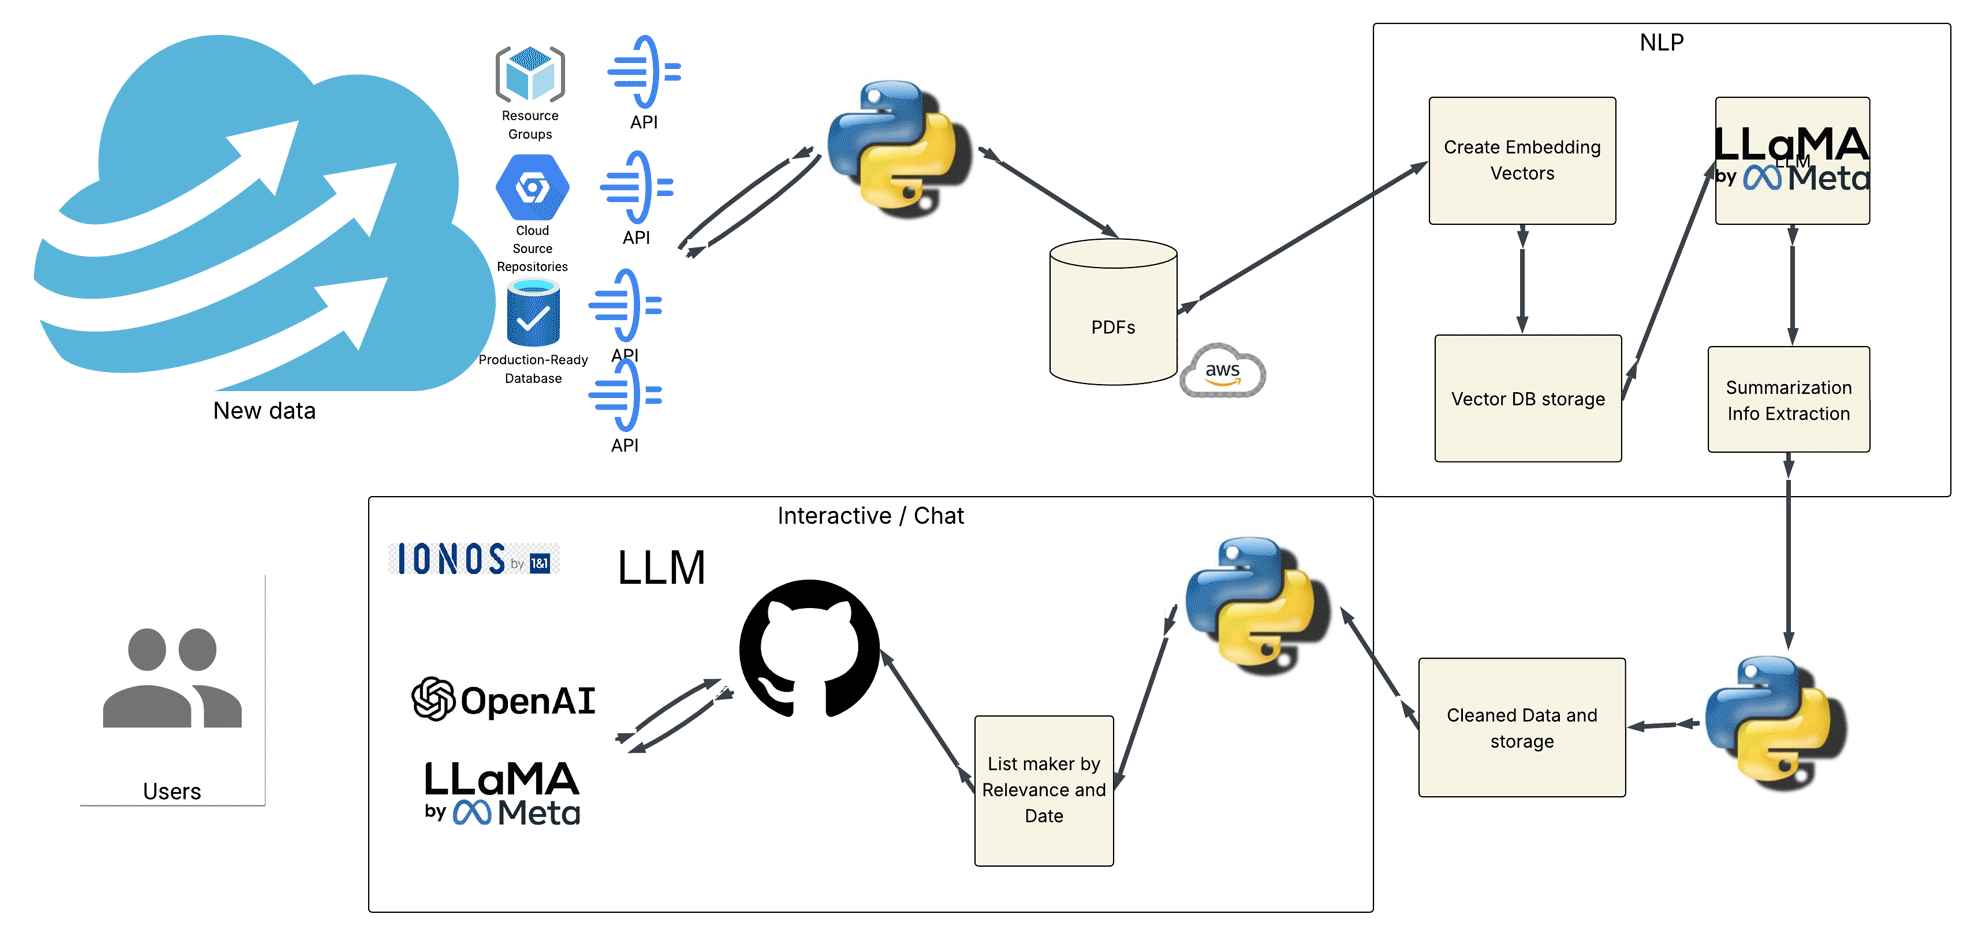 NLP
Resource
Groups
API
Cloud
Source
Repositories
API
Production-Ready
Database
API
API
New data
PDFs
aws
Create Embedding
Vectors
Vector DB storage
LLaMA
LLM
by Meta
Summarization
Info Extraction
Interactive / Chat
IONOS by 1&1
LLM
OpenAI
LLaMA
by Meta
List maker by
Relevance and
Date
Cleaned Data and
storage
Users